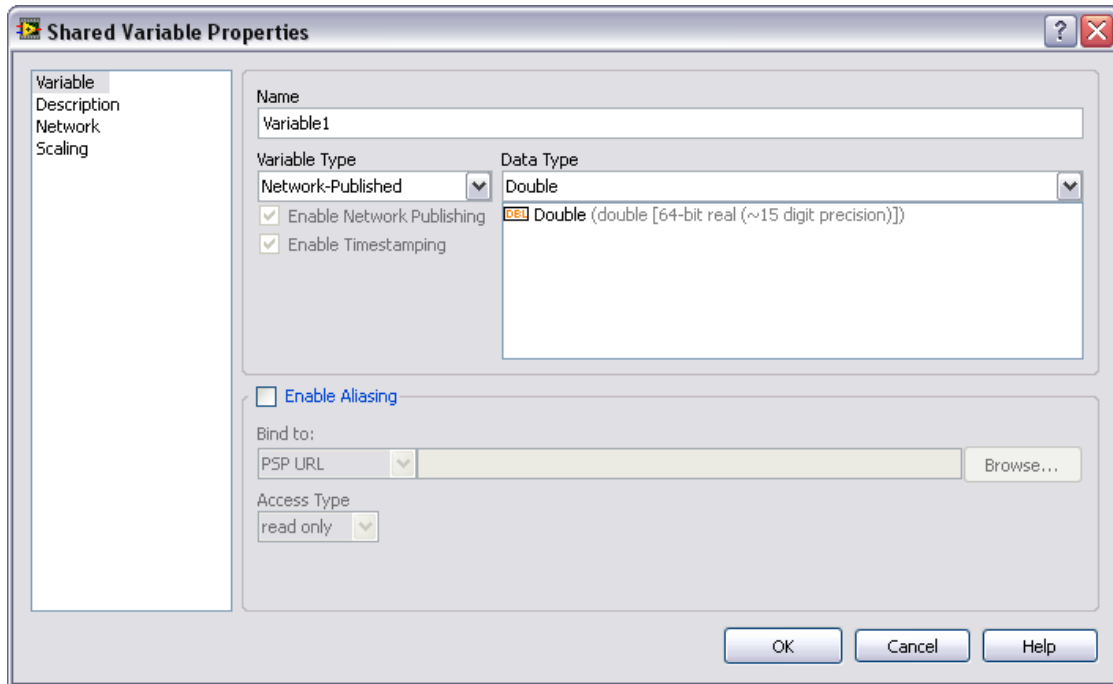 Shared Variable Properties
Variable
Description
Network
Scaling
Name
Variable1
Variable Type
Data Type
Network-Published
Double
Enable Network Publishing
DBL Double (double [64-bit real (~15 digit precision)])
Enable Timestamping
Enable Aliasing
Bind to:
PSP URL
Browse...
Access Type
read only
OK
Cancel
Help